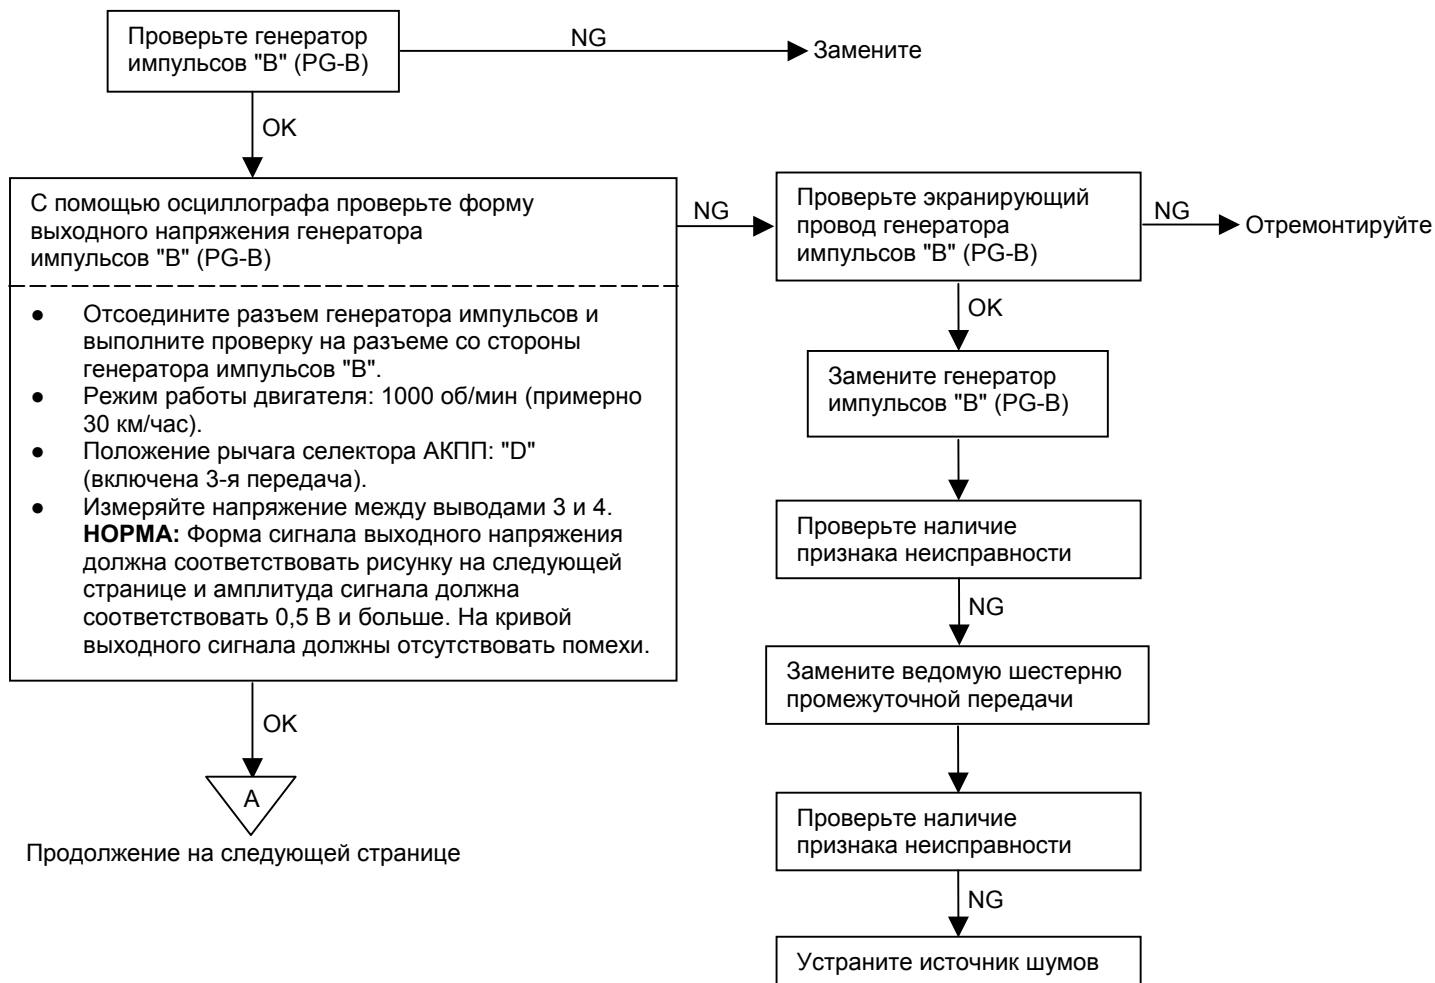 Проверьте генератор
импульсов "B" (PG-B)
NG
Замените
OK
С помощью осциллографа проверьте форму
выходного напряжения генератора
импульсов "B" (PG-B)
● Отсоедините разъем генератора импульсов и
выполните проверку на разъеме со стороны
генератора импульсов "B".
● Режим работы двигателя: 1000 об/мин (примерно
30 км/час).
● Положение рычага селектора АКПП: "D"
(включена 3-я передача).
● Измеряйте напряжение между выводами 3 и 4.
НОРМА: Форма сигнала выходного напряжения
должна соответствовать рисунку на следующей
странице и амплитуда сигнала должна
соответствовать 0,5 В и больше. На кривой
выходного сигнала должны отсутствовать помехи.
NG
Проверьте экранирующий
провод генератора
импульсов "B" (PG-B)
NG
Отремонтируйте
OK
Замените генератор
импульсов "B" (PG-B)
Проверьте наличие
признака неисправности
NG
Замените ведомую шестерню
промежуточной передачи
Проверьте наличие
признака неисправности
NG
Устраните источник шумов
OK
A
Продолжение на следующей странице